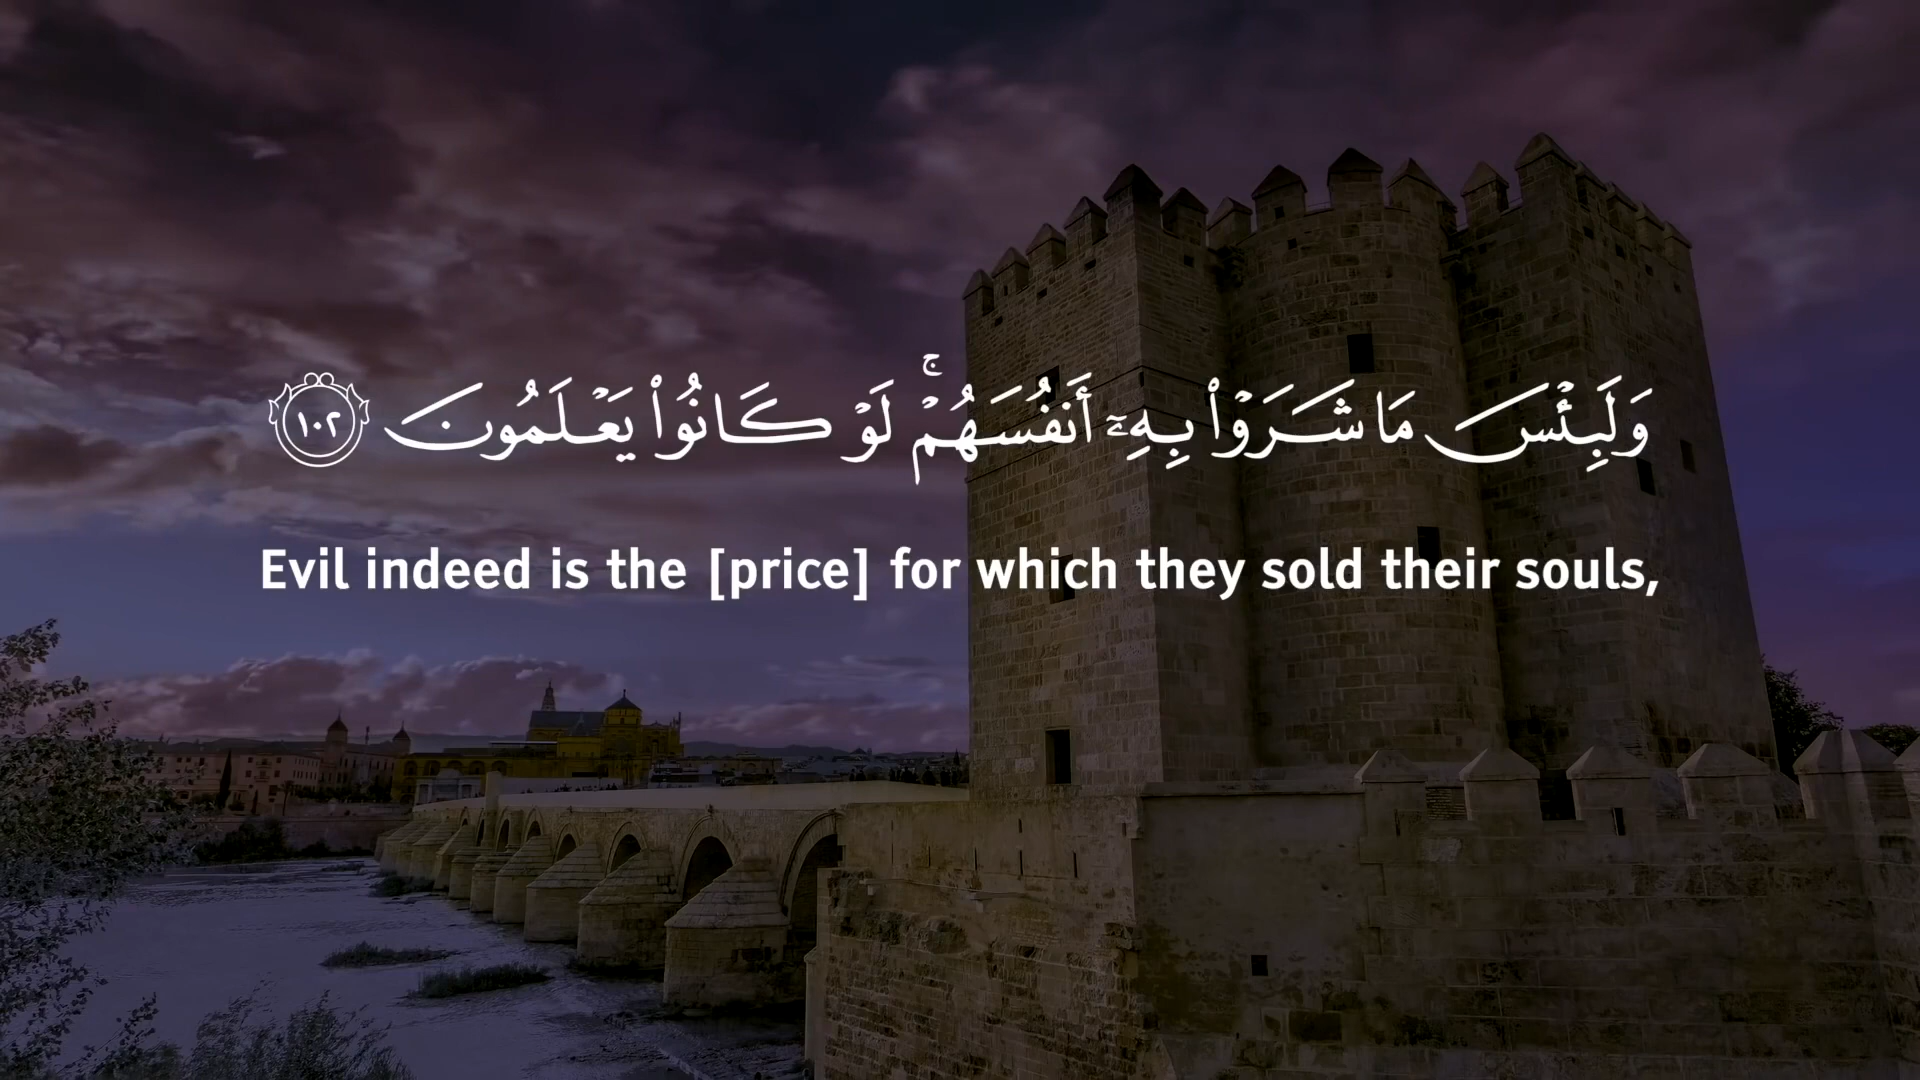 وَلَبِئْسَ مَا شَرَوْا۟ بِهِۦٓ أَنفُسَهُمْ ۚ لَوْ كَانُوا۟ يَعْلَمُونَ ١٠٢
Evil indeed is the [price] for which they sold their souls,